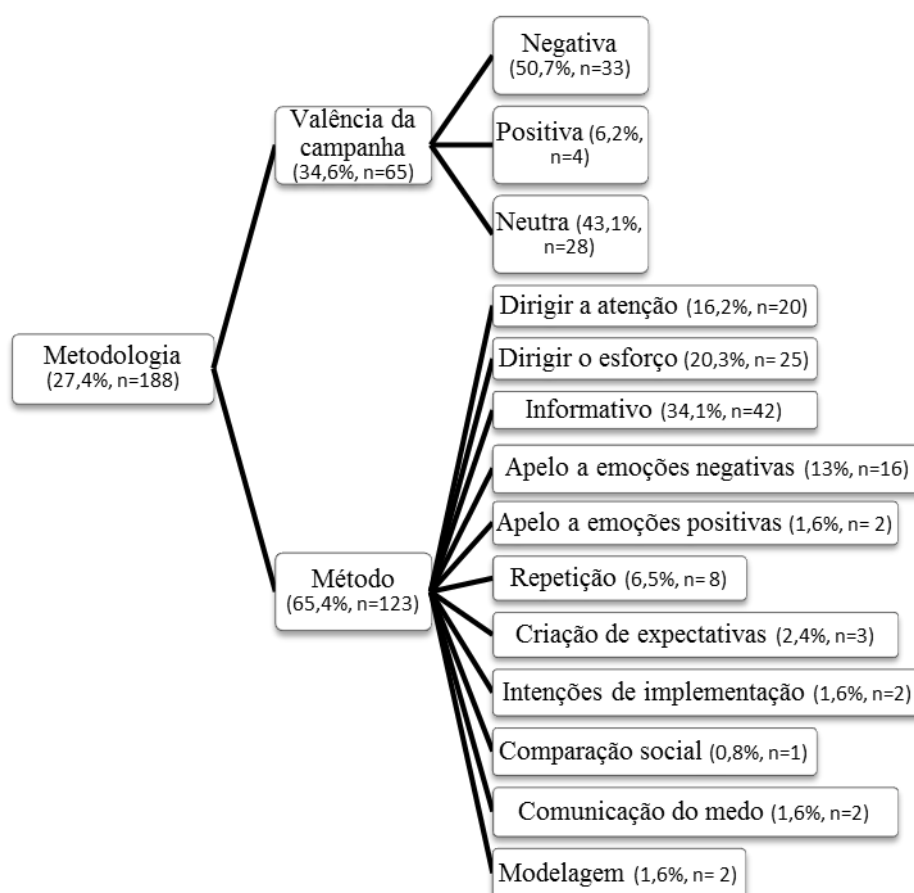 Metodologia
(27,4%, n=188)
Valência da
campanha
(34,6%, n=65)
Negativa
(50,7%, n=33)
Positiva (6,2%,
n=4)
Neutra (43,1%,
n=28)
Método
(65,4%, n=123)
Dirigir a atenção (16,2%, n=20)
Dirigir o esforço (20,3%, n= 25)
Informativo (34,1%, n=42)
Apelo a emoções negativas (13%, n=16)
Apelo a emoções positivas (1,6%, n= 2)
Repetição (6,5%, n= 8)
Criação de expectativas (2,4%, n=3)
Intenções de implementação (1,6%, n=2)
Comparação social (0,8%, n=1)
Comunicação do medo (1,6%, n=2)
Modelagem (1,6%, n= 2)